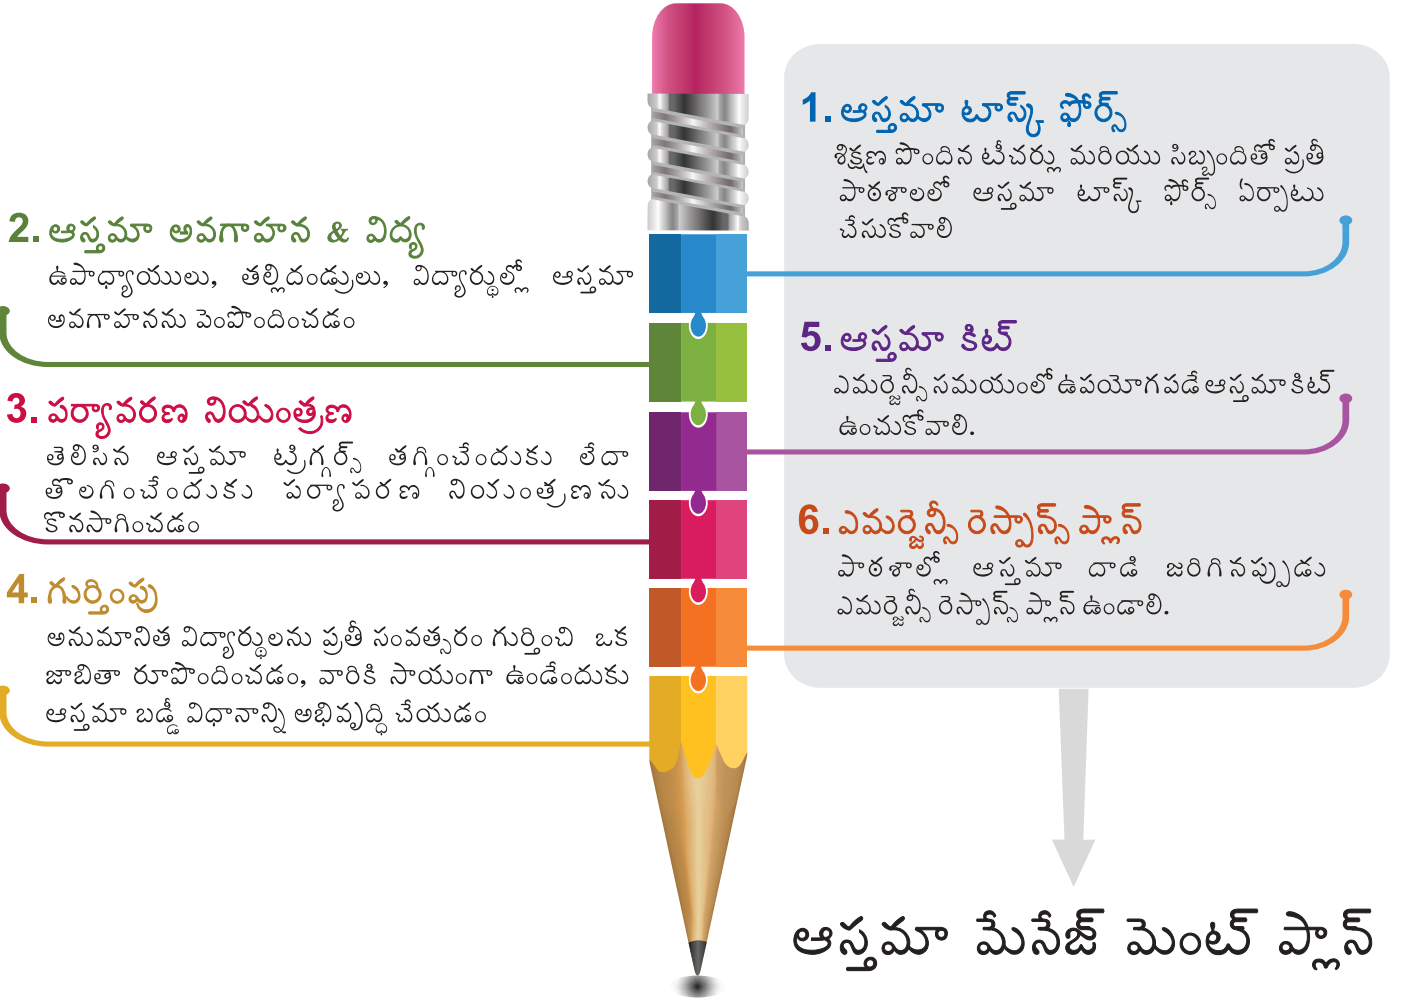 1. ఆస్తమా టాస్క్ ఫోర్స్
శిక్షణ పొందిన టీచర్లు మరియు సిబ్బందితో ప్రతీ
పాఠశాలలో ఆస్తమా టాస్క్ ఫోర్స్ ఏర్పాటు
చేసుకోవాలి
2. ఆస్తమా అవగాహన & విద్య
ఉపాధ్యాయులు, తల్లిదండ్రులు, విద్యార్థుల్లో ఆస్తమా
అవగాహనను పెంపొందించడం
3. పర్యావరణ నియంత్రణ
తెలిసిన ఆస్తమా ట్రిగ్గర్స్ తగ్గించేందుకు లేదా
తొలగించేందుకు పర్యాపరణ నియంత్రణను
కొనసాగించడం
4. గుర్తింపు
అనుమానిత విద్యార్థులను ప్రతీ సంవత్సరం గుర్తించి ఒక
జాబితా రూపొందించడం, వారికి సాయంగా ఉండేందుకు
ఆస్తమా బడ్డీ విధానాన్ని అభివృద్ధి చేయడం
5. ఆస్తమా కిట్
ఎమర్జెన్సీ సమయంలో ఉపయోగపడే ఆస్తమా కిట్
ఉంచుకోవాలి.
6. ఎమర్జెన్సీ రెస్పాన్స్ ప్లాన్
పాఠశాల్లో ఆస్తమా దాడి జరిగినప్పుడు
ఎమర్జెన్సీ రెస్పాన్స్ ప్లాన్ ఉండాలి.
ఆస్తమా మేనేజ్ మెంట్ ప్లాన్